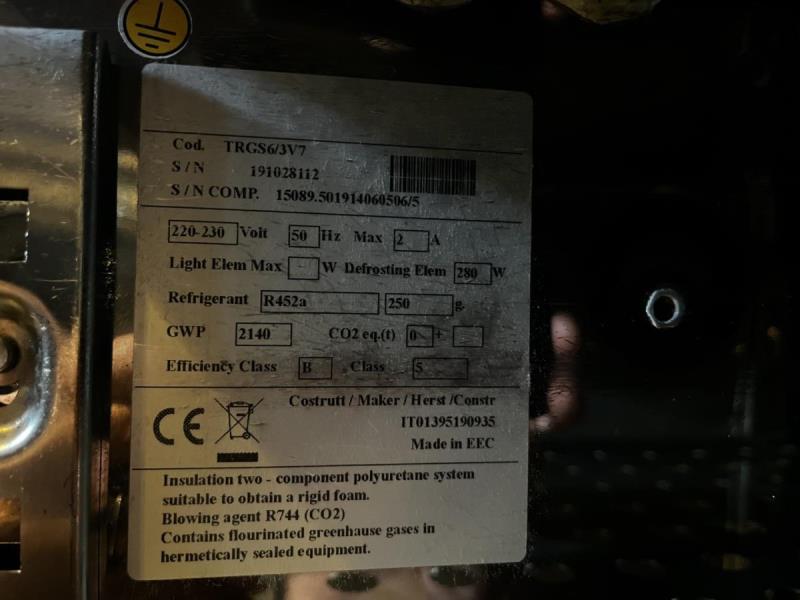 Cod. TRGS6/3V7
S/N 191028112
S/N COMP. 15089.501914060506/5
220-230 Volt 50 Hz Max 2 A
Light Elem Max - W Defrosting Elem 280 W
Refrigerant R452a 250 g.
GWP 2140 CO2 eq.(t) 0 +
Efficiency Class B Class 5
CE
Costrutt / Maker / Herst /Constr
IT01395190935
Made in EEC
Insulation two - component polyuretane system
suitable to obtain a rigid foam.
Blowing agent R744 (CO2)
Contains flourinated greenhause gases in
hermetically sealed equipment.